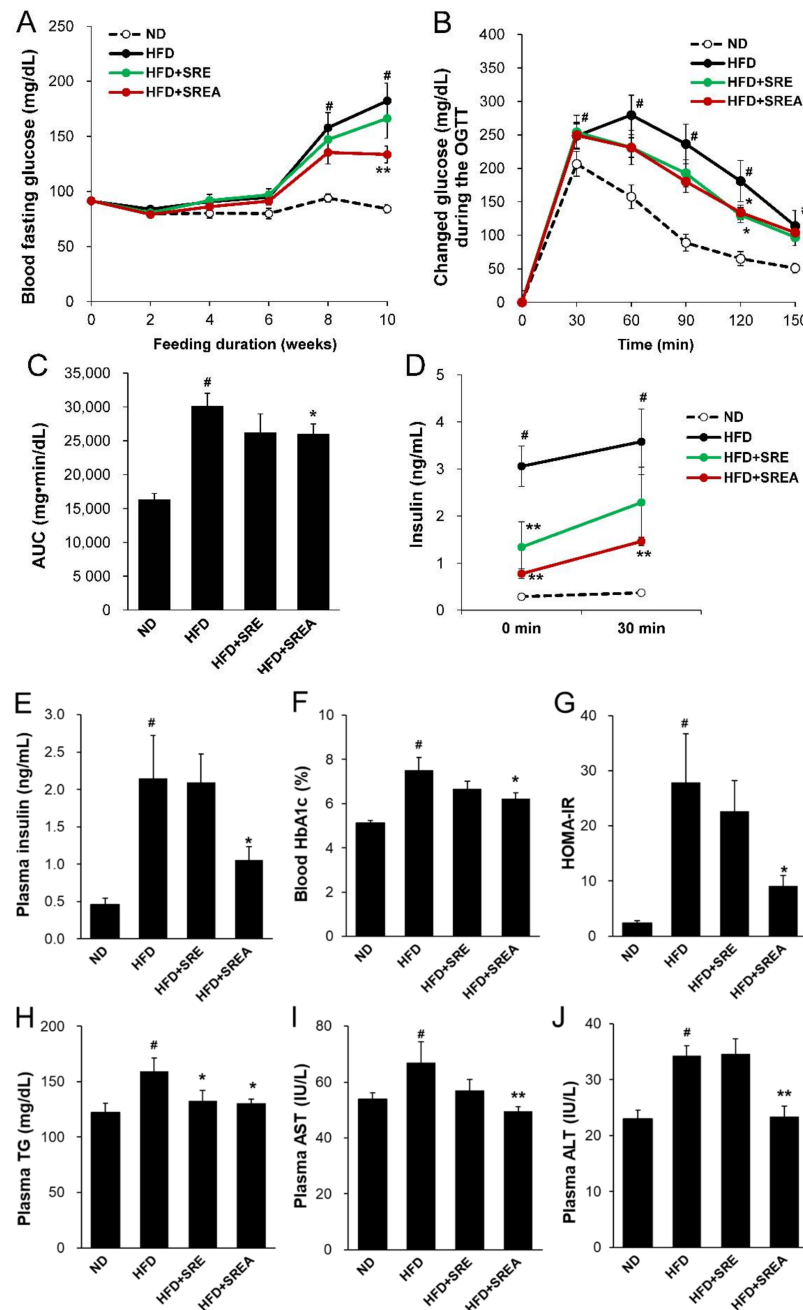 A
Blood fasting glucose (mg/dL)
250
200
150
100
50
0
ND
HFD
HFD+SRE
HFD+SREA
#
#
**
0
2
4
6
8
10
Feeding duration (weeks)
B
Changed glucose (mg/dL)
during the OGTT
400
350
300
250
200
150
100
50
0
ND
HFD
HFD+SRE
HFD+SREA
#
#
#
#
*
*
0
30
60
90
120
150
Time (min)
C
AUC (mg•min/dL)
35,000
30,000
25,000
20,000
15,000
10,000
5 000
0
#
*
ND
HFD
HFD+SRE
HFD+SREA
D
Insulin (ng/mL)
5
4
3
2
1
0
#
#
**
**
**
ND
HFD
HFD+SRE
HFD+SREA
0 min
30 min
E
Plasma insulin (ng/mL)
3.0
2.5
2.0
1.5
1.0
0.5
0.0
#
*
ND
HFD
HFD+SRE
HFD+SREA
F
Blood HbA1c (%)
10
8
6
4
2
0
#
*
ND
HFD
HFD+SRE
HFD+SREA
G
HOMA-IR
40
30
20
10
0
#
*
ND
HFD
HFD+SRE
HFD+SREA
H
Plasma TG (mg/dL)
200
150
100
50
0
#
*
*
ND
HFD
HFD+SRE
HFD+SREA
I
Plasma AST (IU/L)
80
60
40
20
0
#
**
ND
HFD
HFD+SRE
HFD+SREA
J
Plasma ALT (IU/L)
40
30
20
10
0
#
**
ND
HFD
HFD+SRE
HFD+SREA